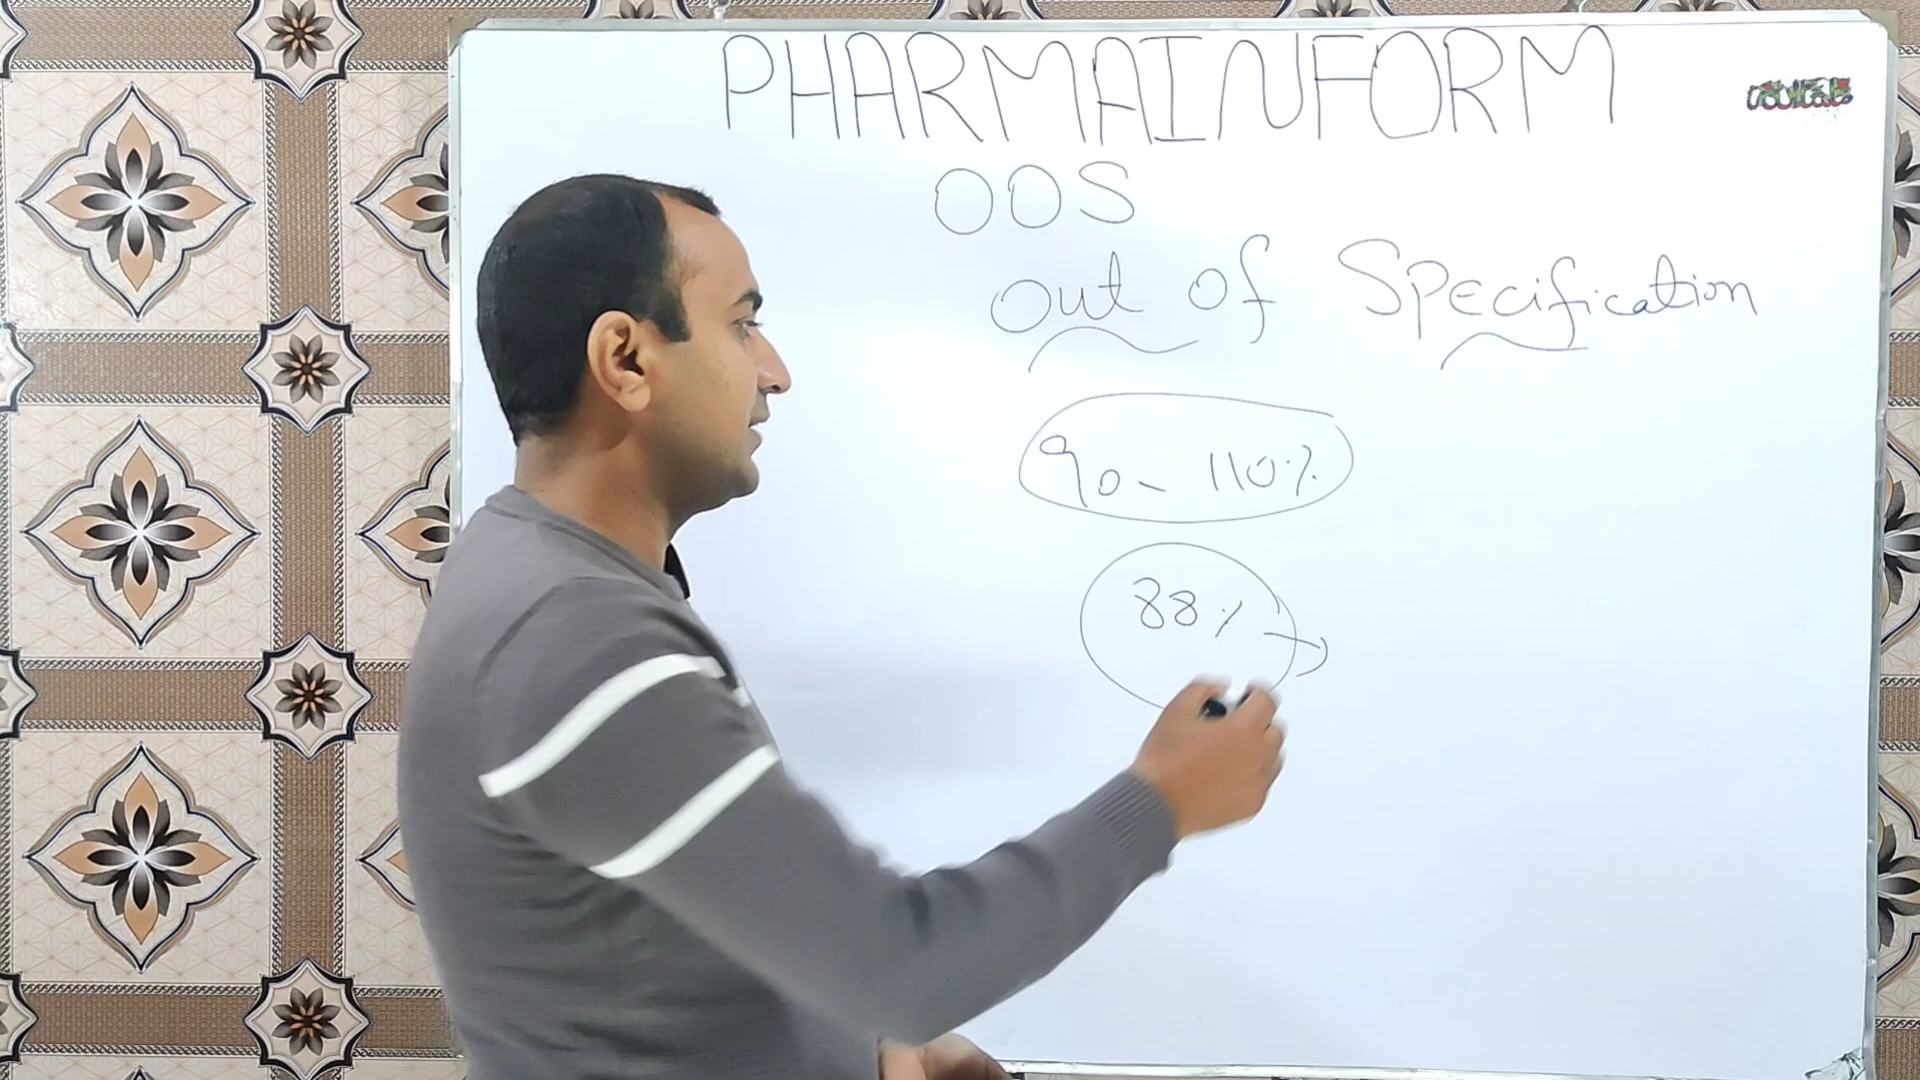 PHARMAINFORM
OOS
Out of Specification
90 - 110%
88%